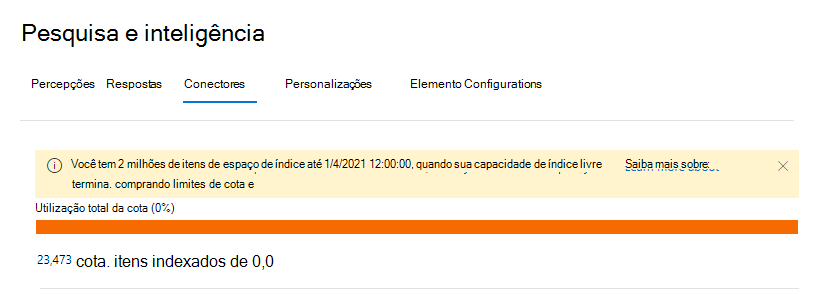 Pesquisa e inteligência
Percepções Respostas Conectores Personalizações Elemento Configurations
Você tem 2 milhões de itens de espaço de índice até 1/4/2021 12:00:00, quando sua capacidade de índice livre Saiba mais sobre:
termina. comprando limites de cota e
Utilização total da cota (0%)
23,473 cota. itens indexados de 0,0